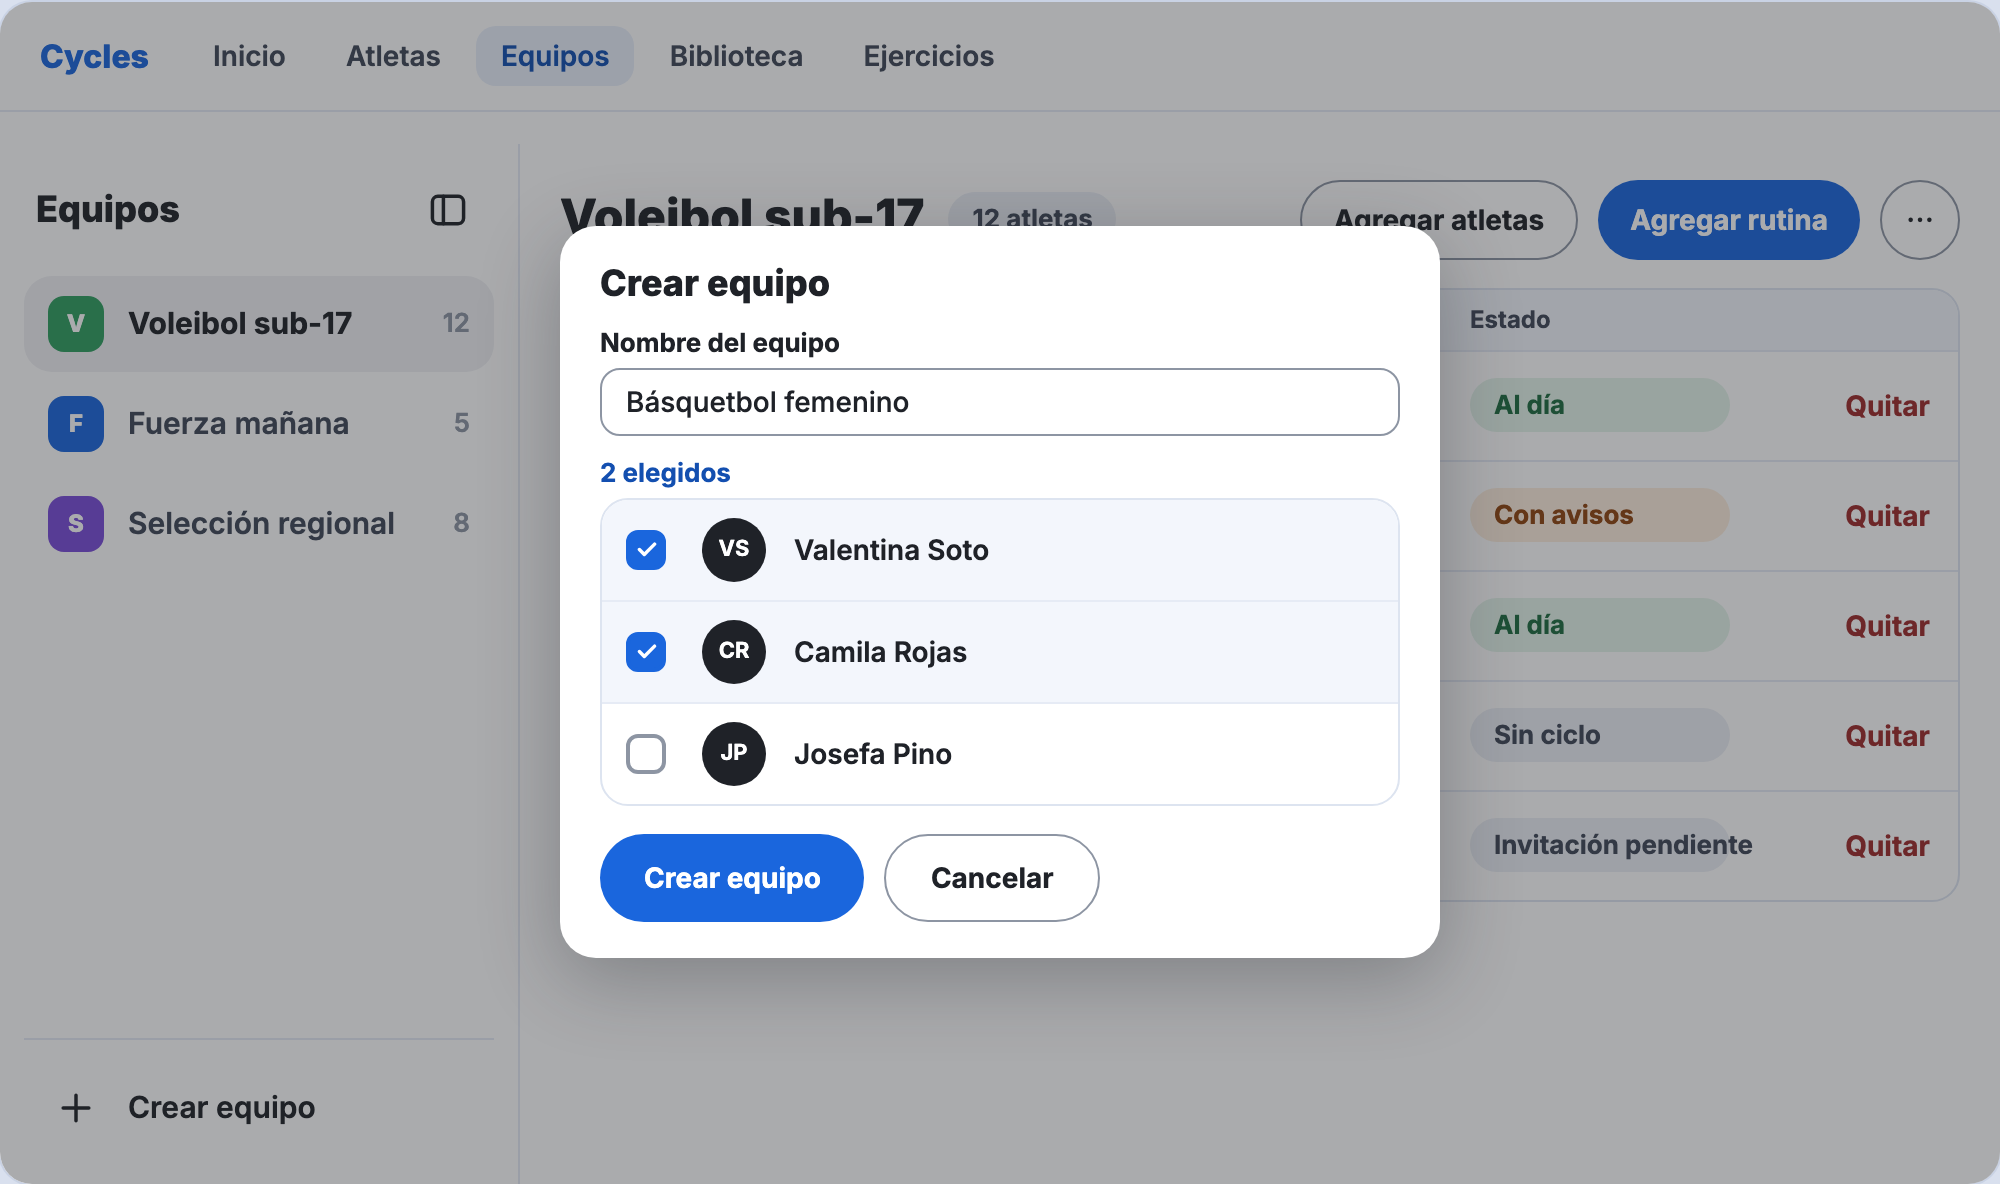 Cycles Inicio Atletas Equipos Biblioteca Ejercicios
Equipos
V Voleibol sub-17 12
F Fuerza mañana 5
S Selección regional 8
Crear equipo
Voleibol sub-17 12 atletas Agregar atletas Agregar rutina ...
Estado
Al día Quitar
Con avisos Quitar
Al día Quitar
Sin ciclo Quitar
Invitación pendiente Quitar
Crear equipo
Nombre del equipo
Básquetbol femenino
2 elegidos
VS Valentina Soto
CR Camila Rojas
JP Josefa Pino
Crear equipo Cancelar